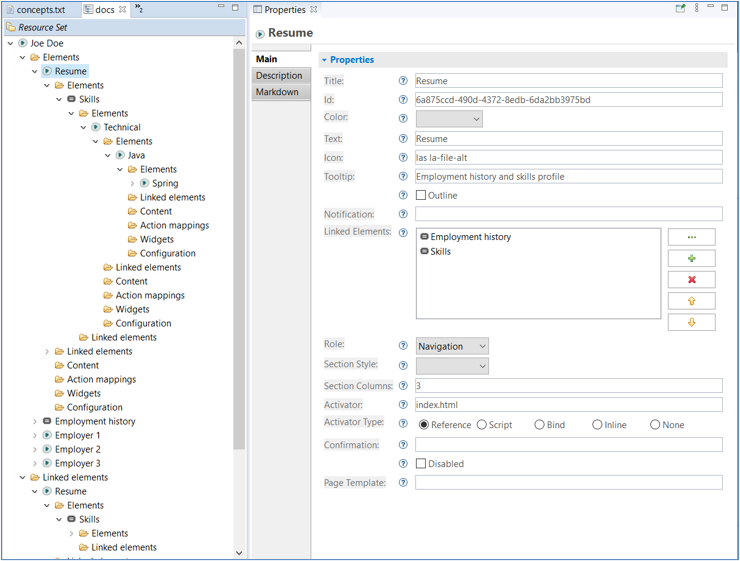 concepts.txt
docs
»2
Resource Set
Joe Doe
Elements
Resume
Elements
Skills
Elements
Technical
Elements
Java
Elements
Spring
Linked elements
Content
Action mappings
Widgets
Configuration
Linked elements
Content
Action mappings
Widgets
Configuration
Linked elements
Linked elements
Content
Action mappings
Widgets
Configuration
Employment history
Employer 1
Employer 2
Employer 3
Linked elements
Resume
Elements
Skills
Elements
Linked elements
Properties
Resume
Main
Description
Markdown
Properties
Title: Resume
Id: 6a875ccd-490d-4372-8edb-6da2bb3975bd
Color:
Text: Resume
Icon: las la-file-alt
Tooltip: Employment history and skills profile
Outline
Notification:
Linked Elements: Employment history
Skills
Role: Navigation
Section Style:
Section Columns: 3
Activator: index.html
Activator Type: Reference Script Bind Inline None
Confirmation:
Disabled
Page Template: